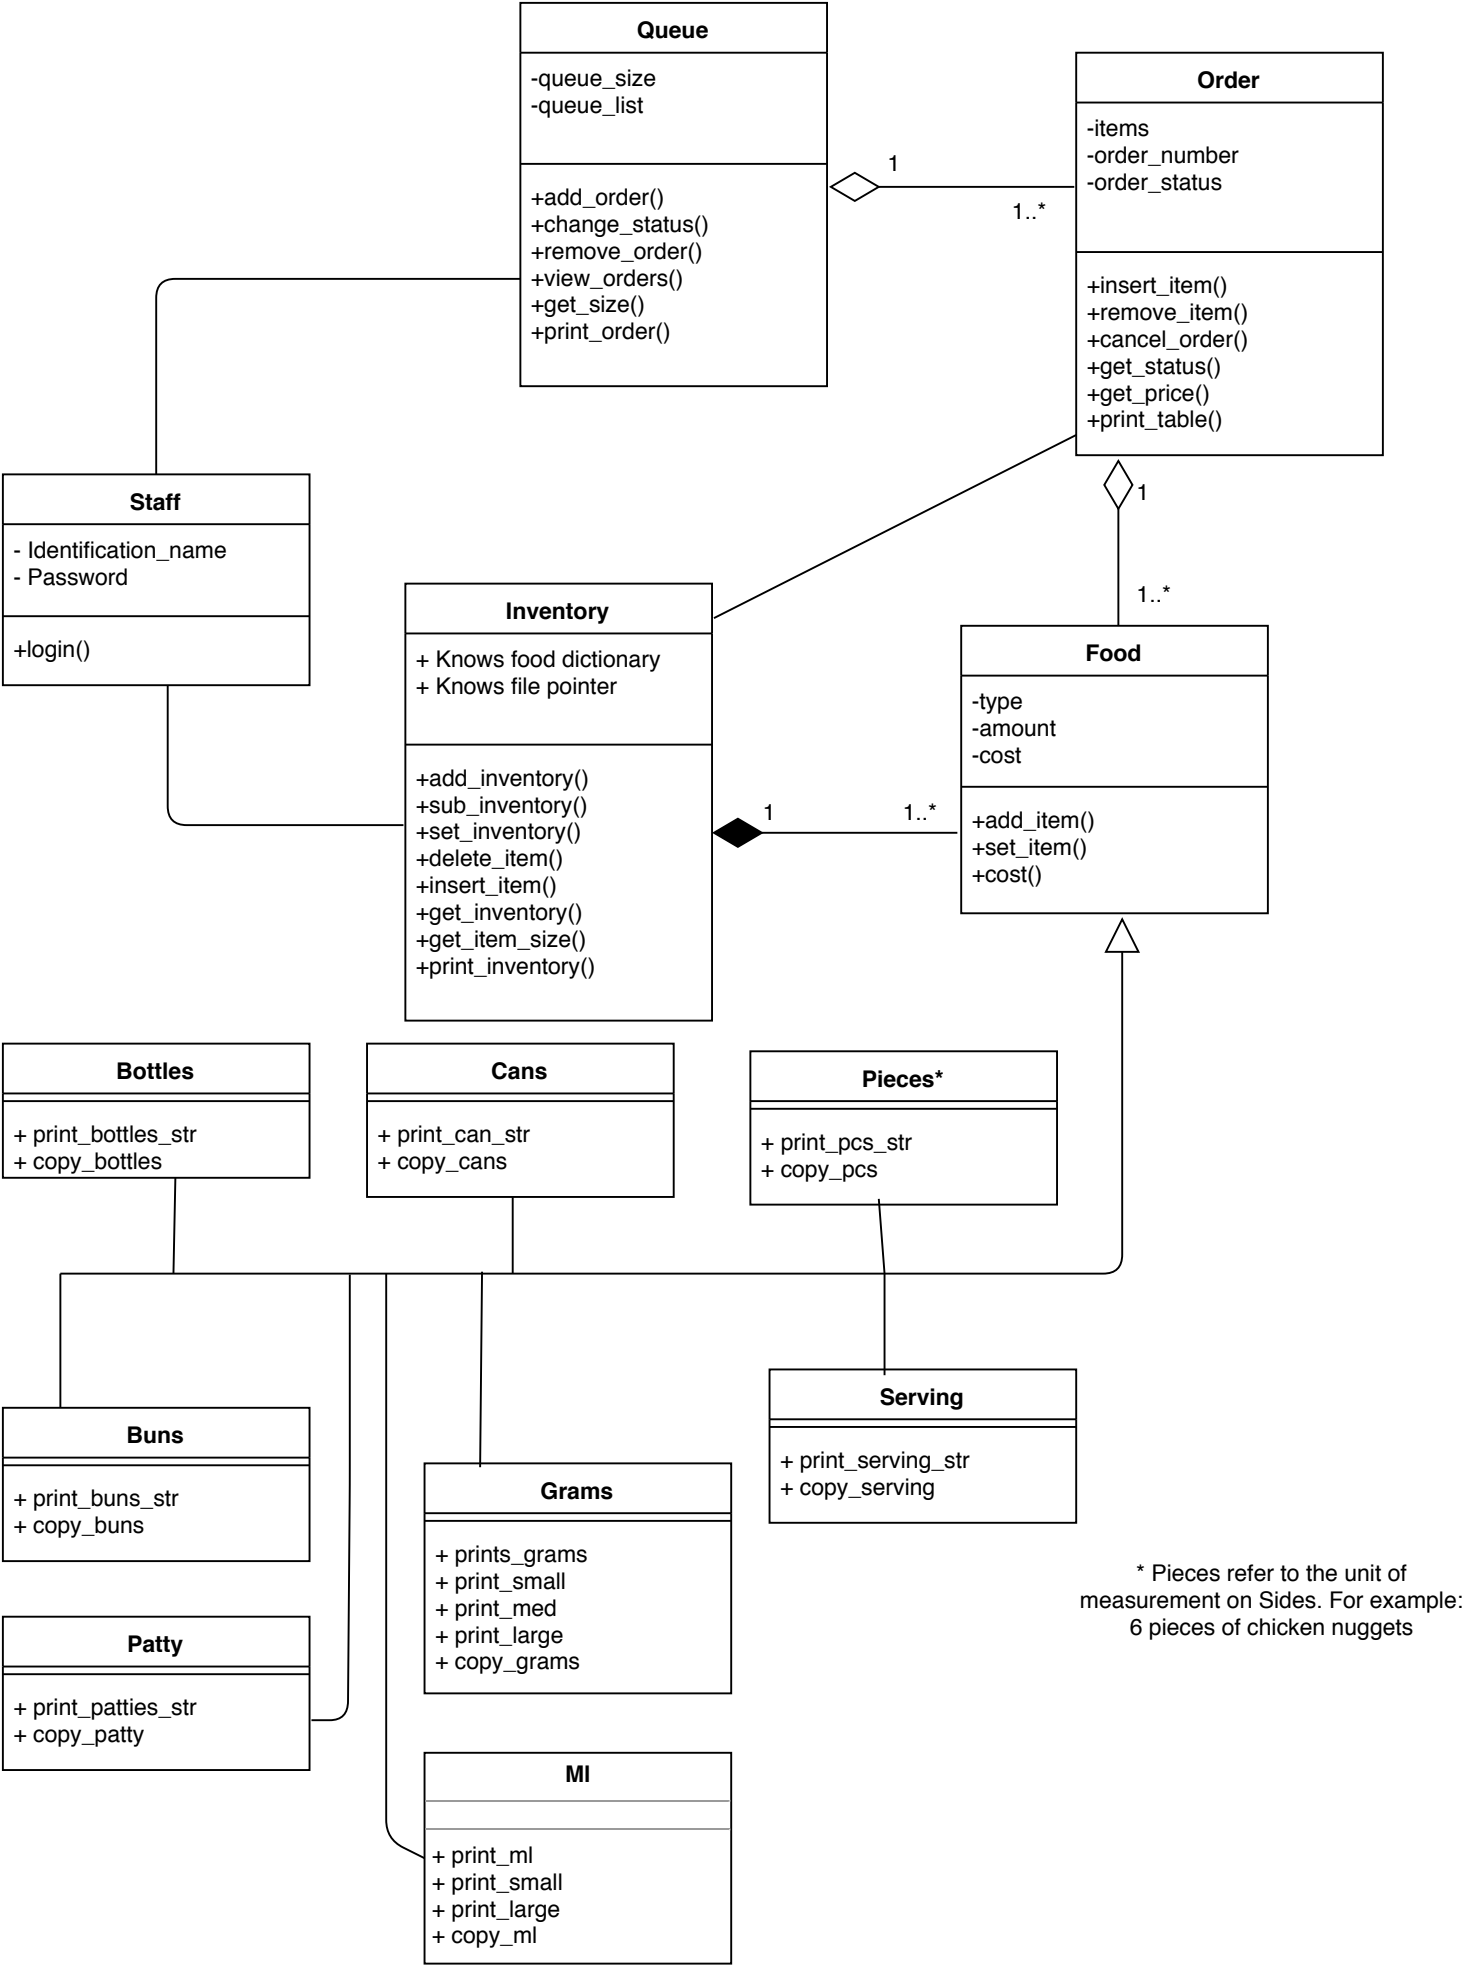 Queue
-queue_size
-queue_list
+add_order()
+change_status()
+remove_order()
+view_orders()
+get_size()
+print_order()
1
1..*
Order
-items
-order_number
-order_status
+insert_item()
+remove_item()
+cancel_order()
+get_status()
+get_price()
+print_table()
1
1..*
Staff
- Identification_name
- Password
+login()
Inventory
+ Knows food dictionary
+ Knows file pointer
+add_inventory()
+sub_inventory()
+set_inventory()
+delete_item()
+insert_item()
+get_inventory()
+get_item_size()
+print_inventory()
1
1..*
Food
-type
-amount
-cost
+add_item()
+set_item()
+cost()
Bottles
+ print_bottles_str
+ copy_bottles
Cans
+ print_can_str
+ copy_cans
Pieces*
+ print_pcs_str
+ copy_pcs
Buns
+ print_buns_str
+ copy_buns
Grams
+ prints_grams
+ print_small
+ print_med
+ print_large
+ copy_grams
Serving
+ print_serving_str
+ copy_serving
* Pieces refer to the unit of
measurement on Sides. For example:
6 pieces of chicken nuggets
Patty
+ print_patties_str
+ copy_patty
Ml
+ print_ml
+ print_small
+ print_large
+ copy_ml